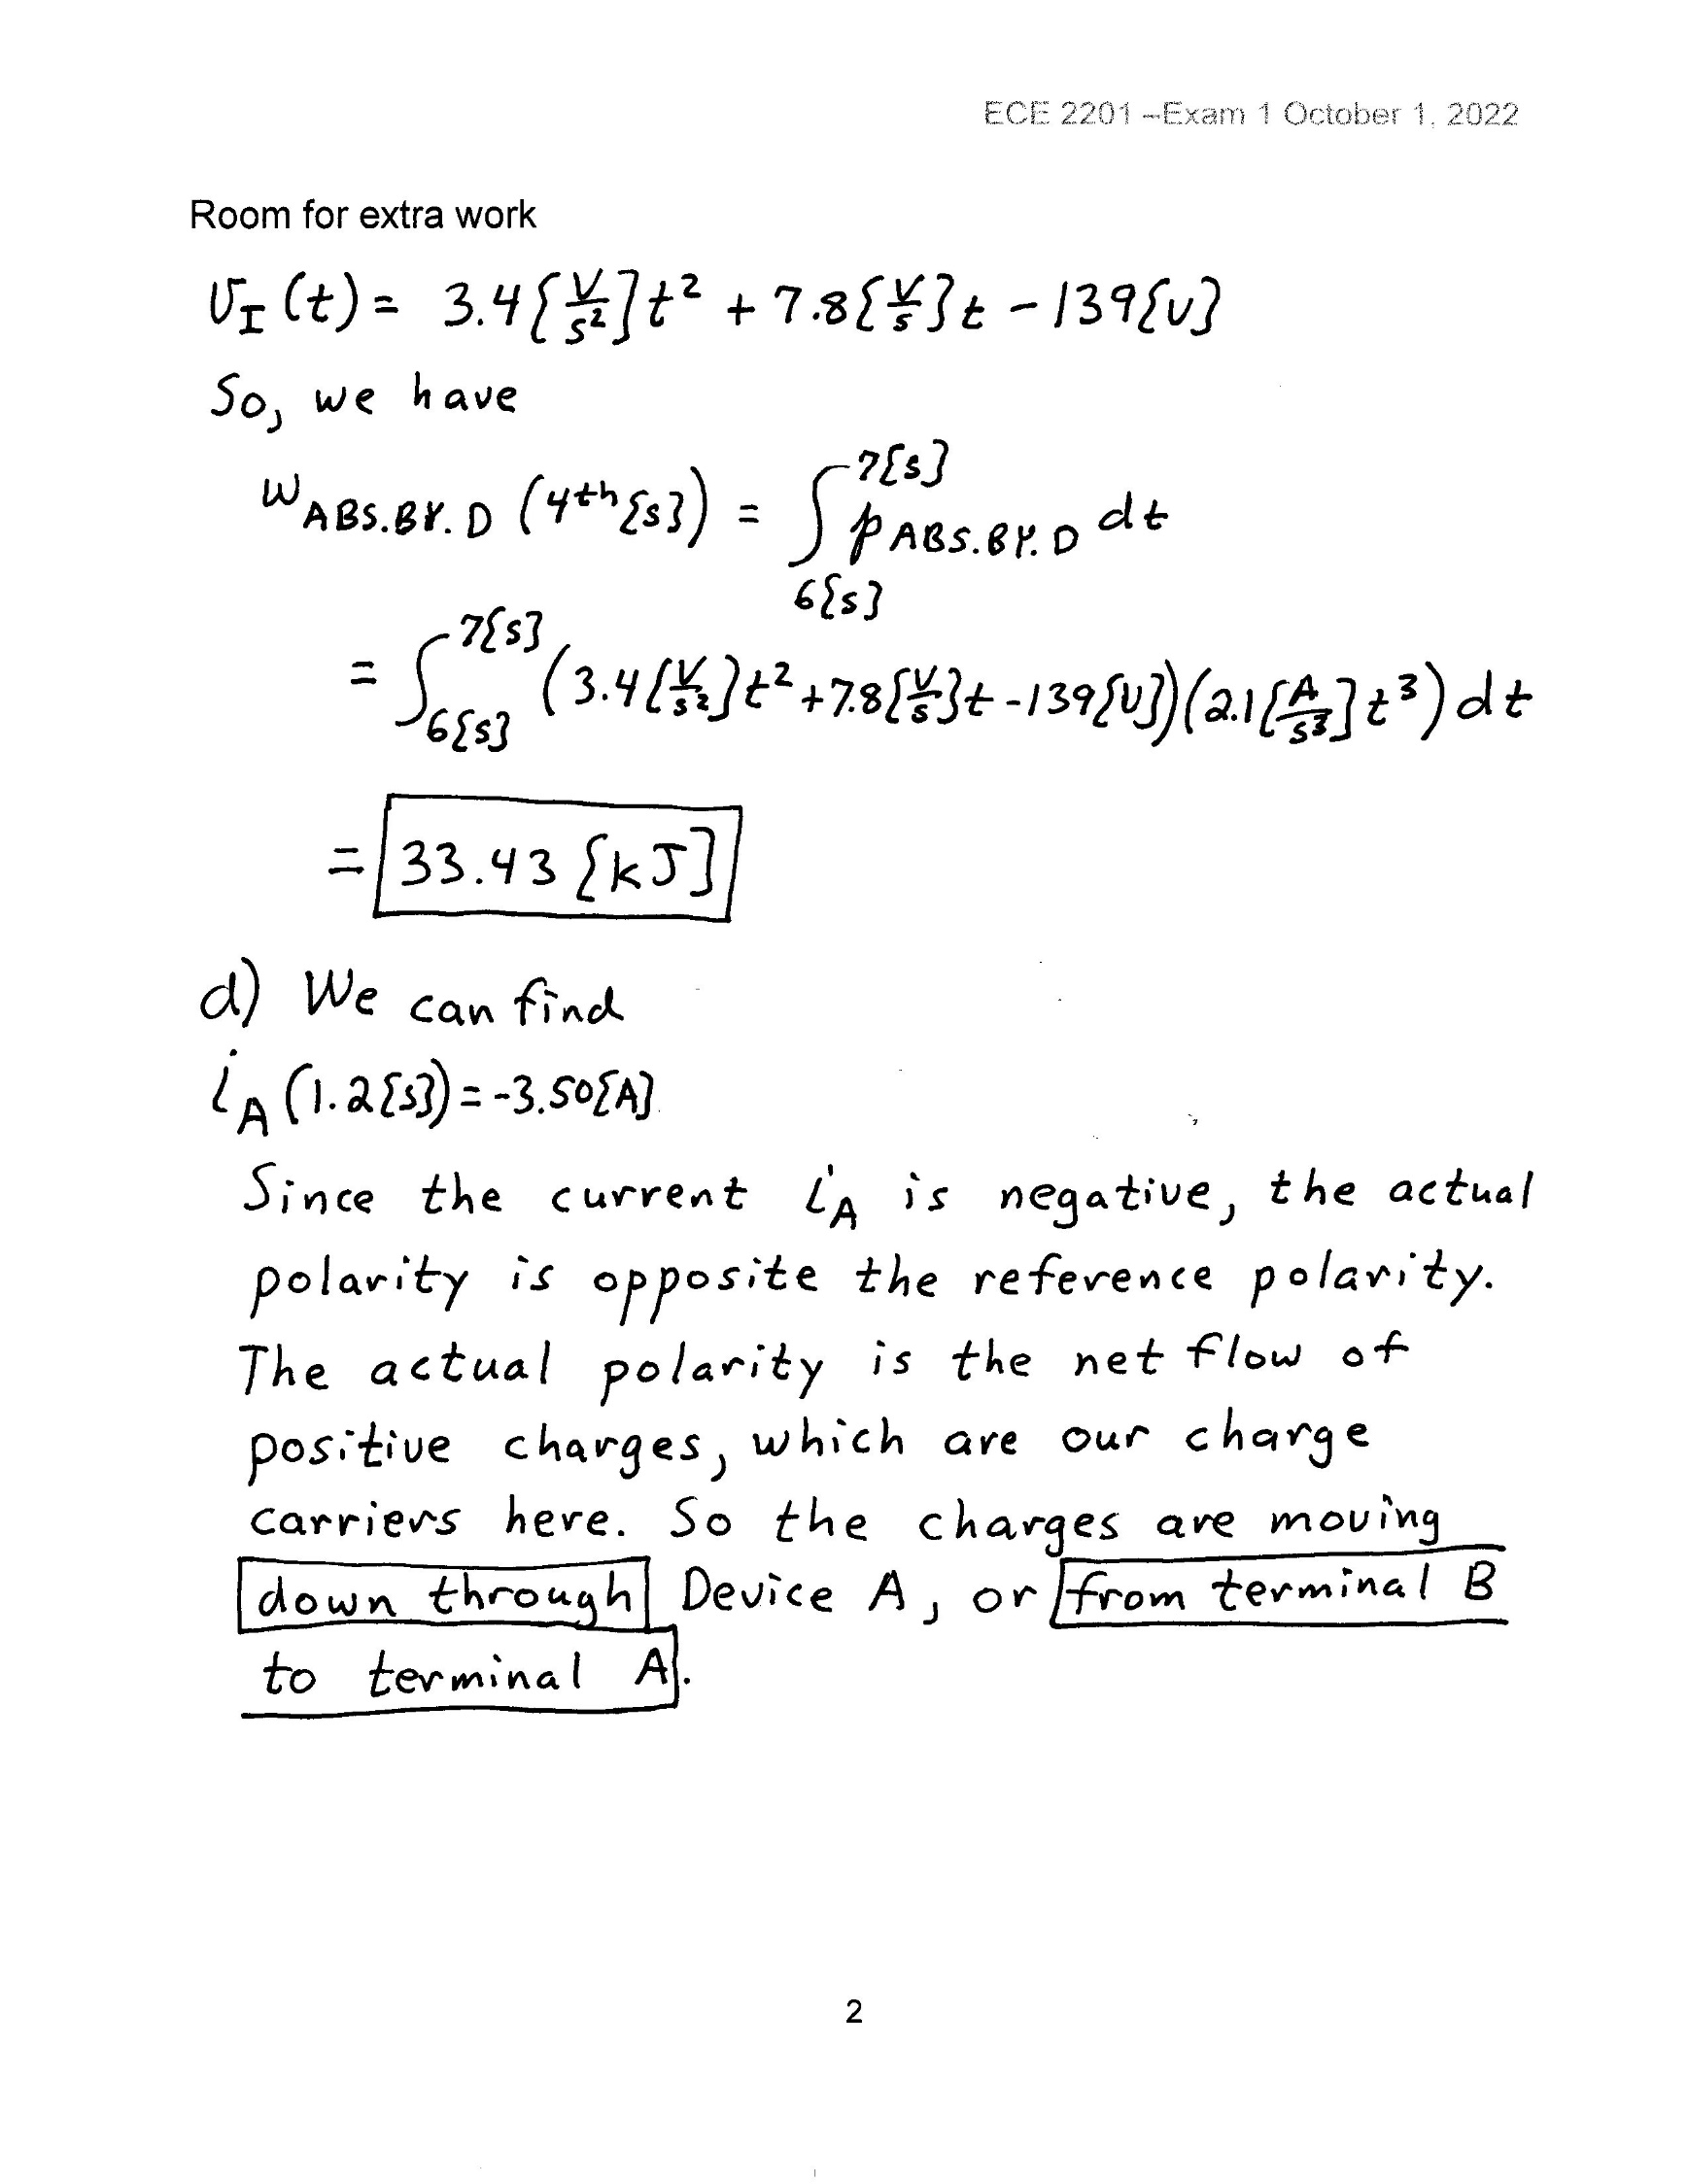 ECE 2201 –Exam 1 October 1, 2022
Room for extra work
v_I (t) = 3.4 [V/s²] t² + 7.8 [V/s] t - 139 [V]
So, we have
w_ABS.BY.D (4th [s]) = ∫_6[s]^7[s] p_ABS.BY.D dt
= ∫_6[s]^7[s] (3.4 [V/s²] t² + 7.8 [V/s] t - 139 [V]) (2.1 [A/s³] t³) dt
= 33.43 [kJ]
d) We can find
i_A (1.2[s]) = -3.50[A]
Since the current i_A is negative, the actual
polarity is opposite the reference polarity.
The actual polarity is the net flow of
positive charges, which are our charge
carriers here. So the charges are moving
down through Device A, or from terminal B
to terminal A.
2